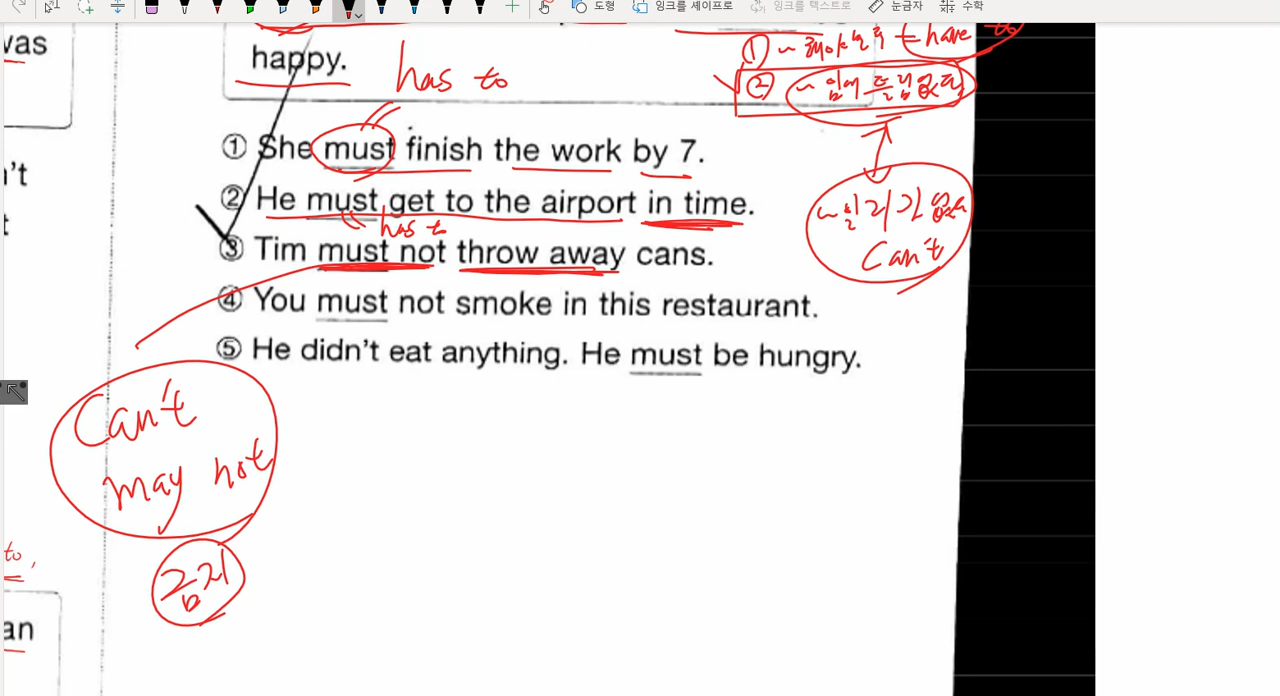 도형 잉크를 셰이프로 잉크를 텍스트로 눈금자 수학
was
happy.
has to
① ~해야 have to
② ~임에 틀림없다
① She must finish the work by 7.
② He must get to the airport in time.
has to
~일 리가 없다
Can't
n't
③ Tim must not throw away cans.
④ You must not smoke in this restaurant.
⑤ He didn't eat anything. He must be hungry.
Can't
may not
금지
to,
an